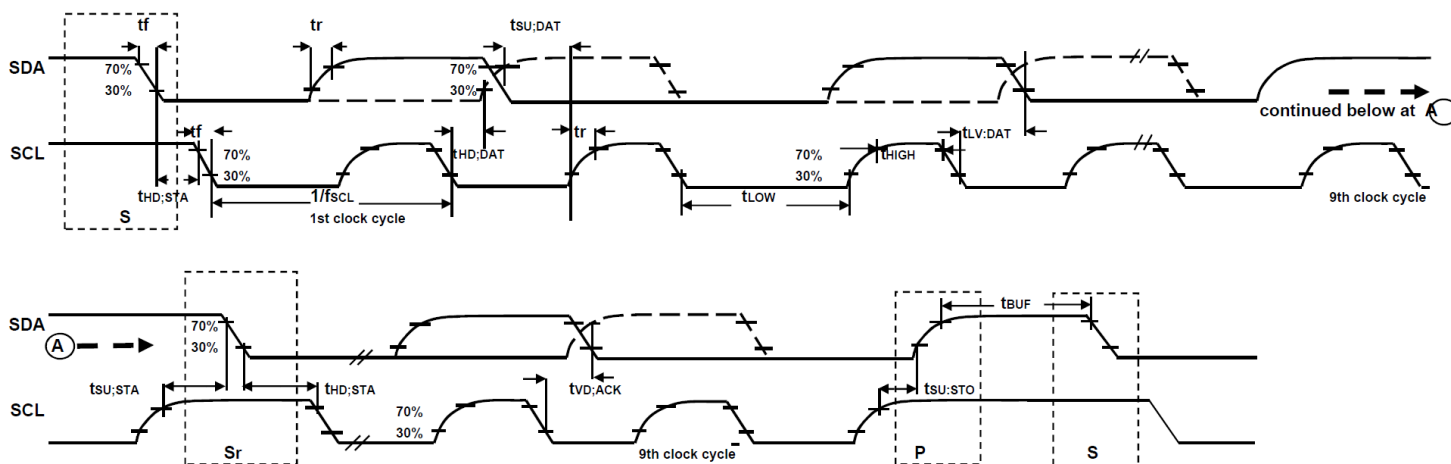 tf
tr
tSU;DAT
SDA
70%
30%
70%
30%
continued below at A
SCL
tf
70%
30%
tHD;DAT
tr
70%
30%
tHIGH
tLV:DAT
tHD;STA
1/fSCL
tLOW
S
1st clock cycle
9th clock cycle
SDA
70%
30%
A
tBUF
tSU;STA
tHD;STA
tVD;ACK
tSU:STO
SCL
70%
30%
Sr
9th clock cycle
P
S